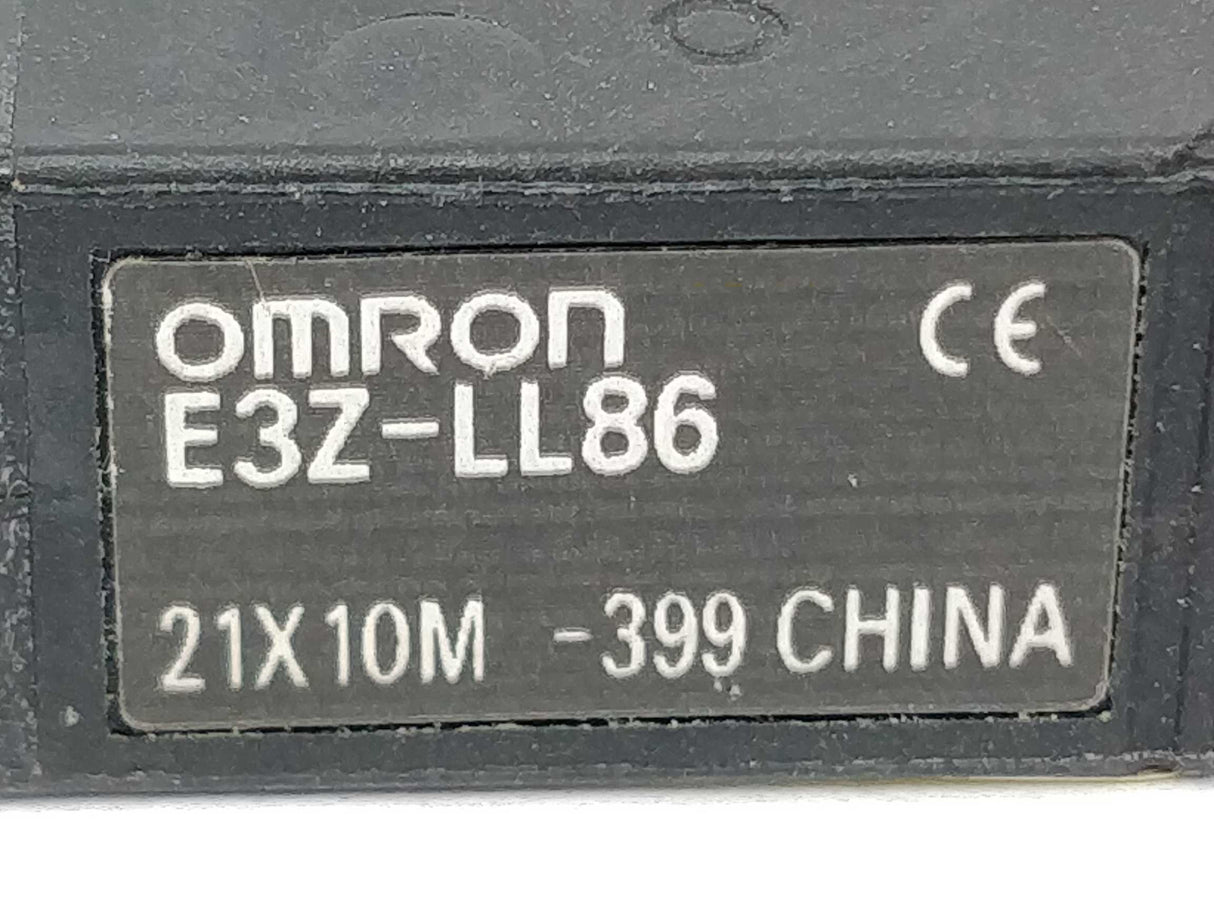 omron CE
E3Z-LL86
21X10M -399 CHINA